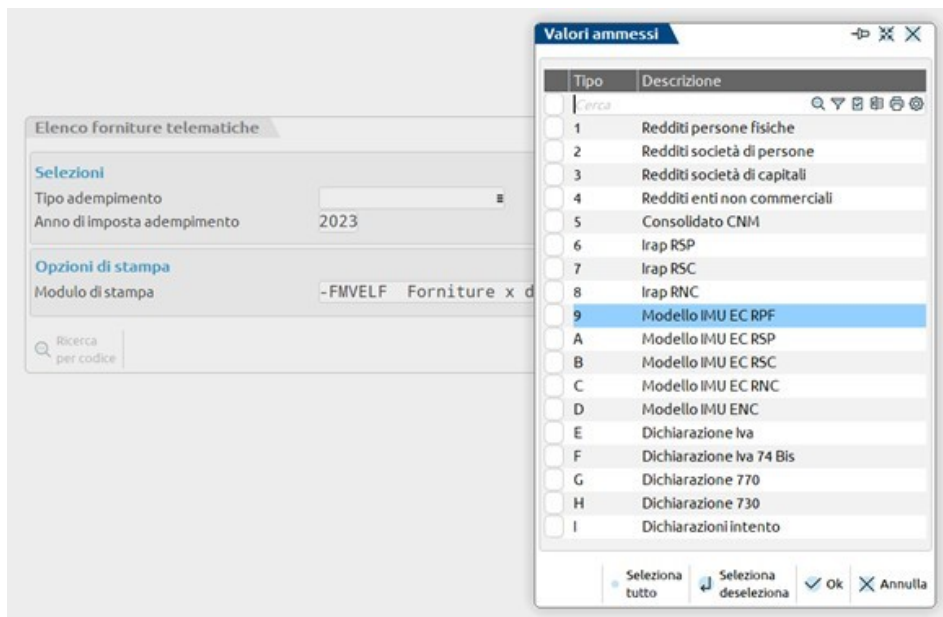 Valori ammessi
Tipo Descrizione
Cerca
1 Redditi persone fisiche
2 Redditi società di persone
3 Redditi società di capitali
4 Redditi enti non commerciali
5 Consolidato CNM
6 Irap RSP
7 Irap RSC
8 Irap RNC
9 Modello IMU EC RPF
A Modello IMU EC RSP
B Modello IMU EC RSC
C Modello IMU EC RNC
D Modello IMU ENC
E Dichiarazione Iva
F Dichiarazione Iva 74 Bis
G Dichiarazione 770
H Dichiarazione 730
I Dichiarazioni intento
Seleziona tutto
Seleziona deseleziona
Ok
Annulla
Elenco forniture telematiche
Selezioni
Tipo adempimento
Anno di imposta adempimento 2023
Opzioni di stampa
Modulo di stampa -FMVELF Forniture x d
Ricerca
per codice